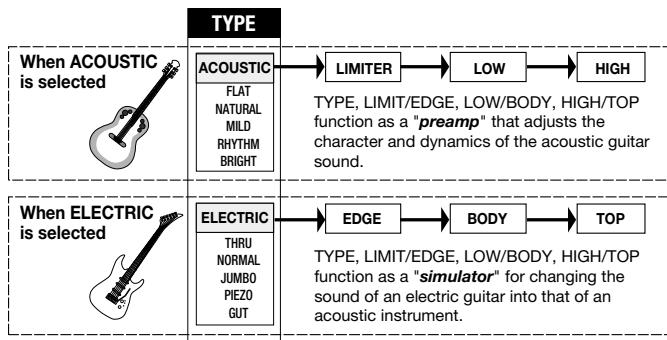 TYPE
When ACOUSTIC
is selected
ACOUSTIC
FLAT
NATURAL
MILD
RHYTHM
BRIGHT
LIMITER
LOW
HIGH
TYPE, LIMIT/EDGE, LOW/BODY, HIGH/TOP
function as a "preamp" that adjusts the
character and dynamics of the acoustic guitar
sound.
When ELECTRIC
is selected
ELECTRIC
THRU
NORMAL
JUMBO
PIEZO
GUT
EDGE
BODY
TOP
TYPE, LIMIT/EDGE, LOW/BODY, HIGH/TOP
function as a "simulator" for changing the
sound of an electric guitar into that of an
acoustic instrument.